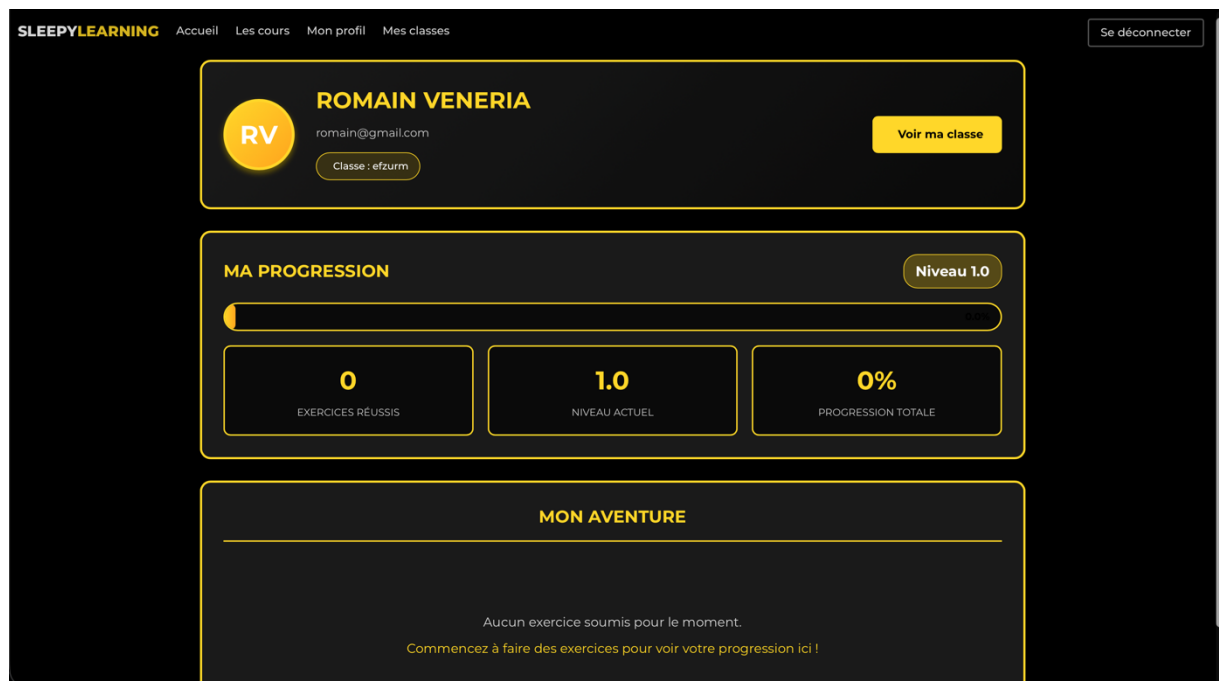 SLEEPYLEARNING Accueil Les cours Mon profil Mes classes Se déconnecter
RV
ROMAIN VENERIA
romain@gmail.com
Classe : efzurm
Voir ma classe
MA PROGRESSION
Niveau 1.0
0.0%
0
EXERCICES RÉUSSIS
1.0
NIVEAU ACTUEL
0%
PROGRESSION TOTALE
MON AVENTURE
Aucun exercice soumis pour le moment.
Commencez à faire des exercices pour voir votre progression ici !